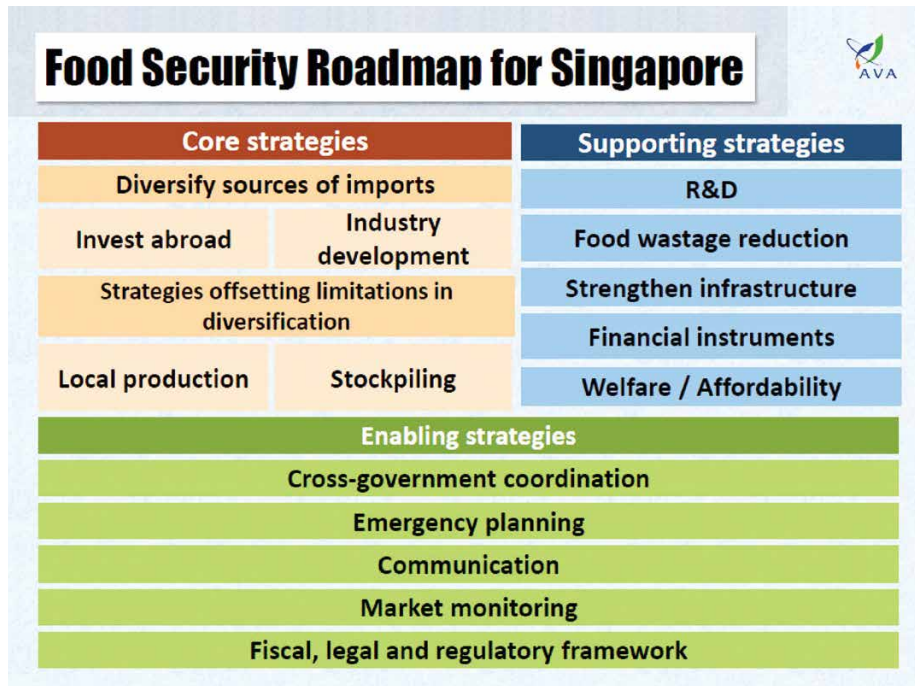 Food Security Roadmap for Singapore
AVA
Core strategies
Diversify sources of imports
Invest abroad
Industry
development
Strategies offsetting limitations in
diversification
Local production
Stockpiling
Supporting strategies
R&D
Food wastage reduction
Strengthen infrastructure
Financial instruments
Welfare / Affordability
Enabling strategies
Cross-government coordination
Emergency planning
Communication
Market monitoring
Fiscal, legal and regulatory framework